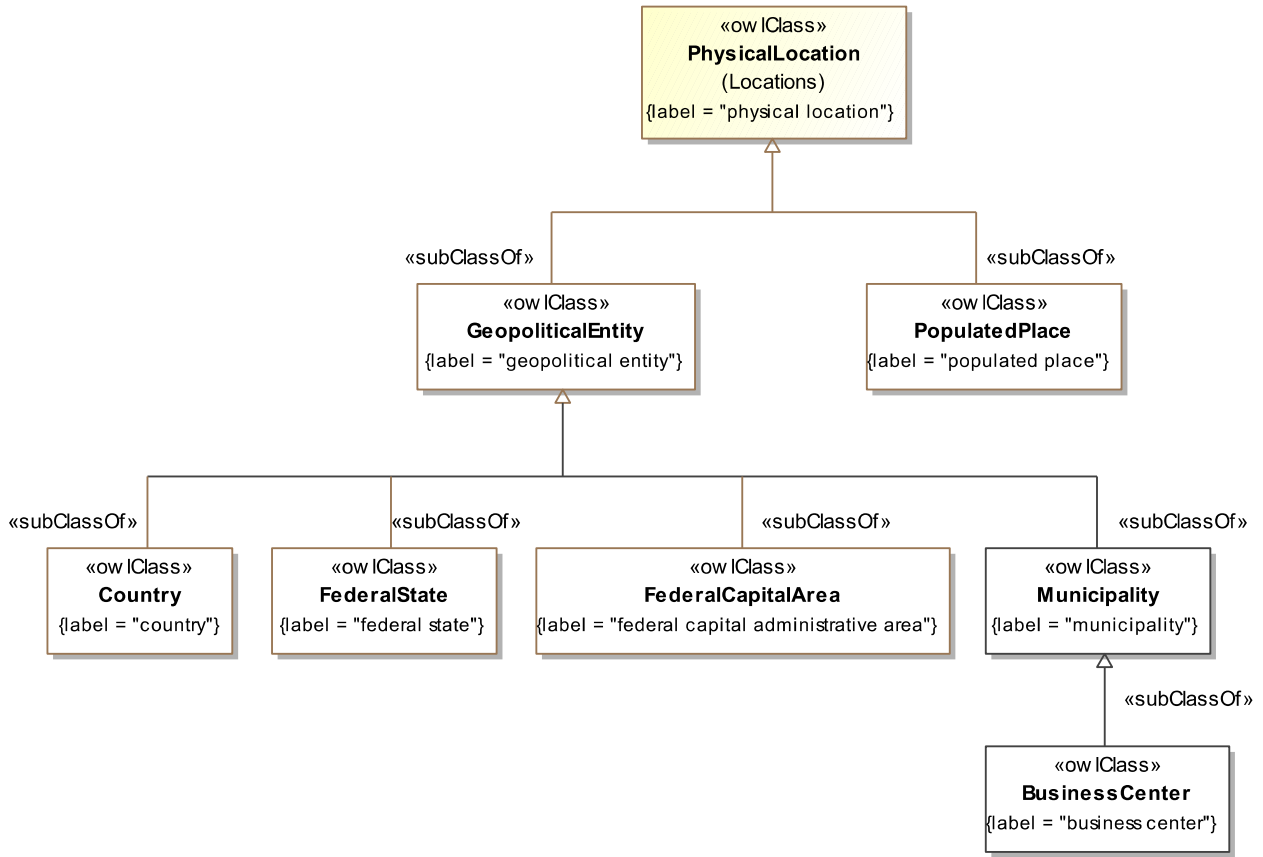 «owlClass»
PhysicalLocation
(Locations)
{label = "physical location"}
«subClassOf»
«subClassOf»
«owlClass»
GeopoliticalEntity
{label = "geopolitical entity"}
«owlClass»
PopulatedPlace
{label = "populated place"}
«subClassOf»
«subClassOf»
«subClassOf»
«subClassOf»
«owlClass»
Country
{label = "country"}
«owlClass»
FederalState
{label = "federal state"}
«owlClass»
FederalCapitalArea
{label = "federal capital administrative area"}
«owlClass»
Municipality
{label = "municipality"}
«subClassOf»
«owlClass»
BusinessCenter
{label = "business center"}